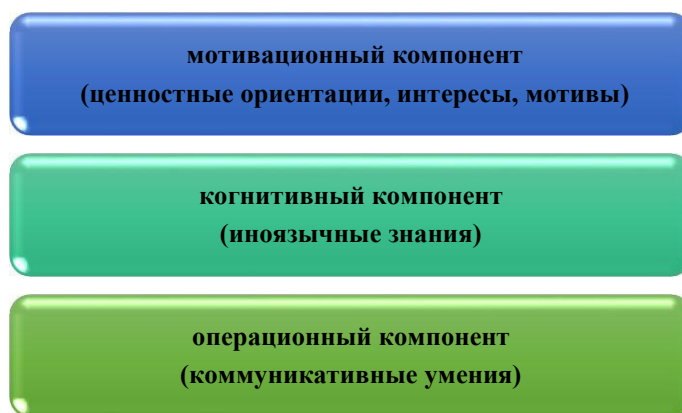 мотивационный компонент
(ценностные ориентации, интересы, мотивы)
когнитивный компонент
(иноязычные знания)
операционный компонент
(коммуникативные умения)